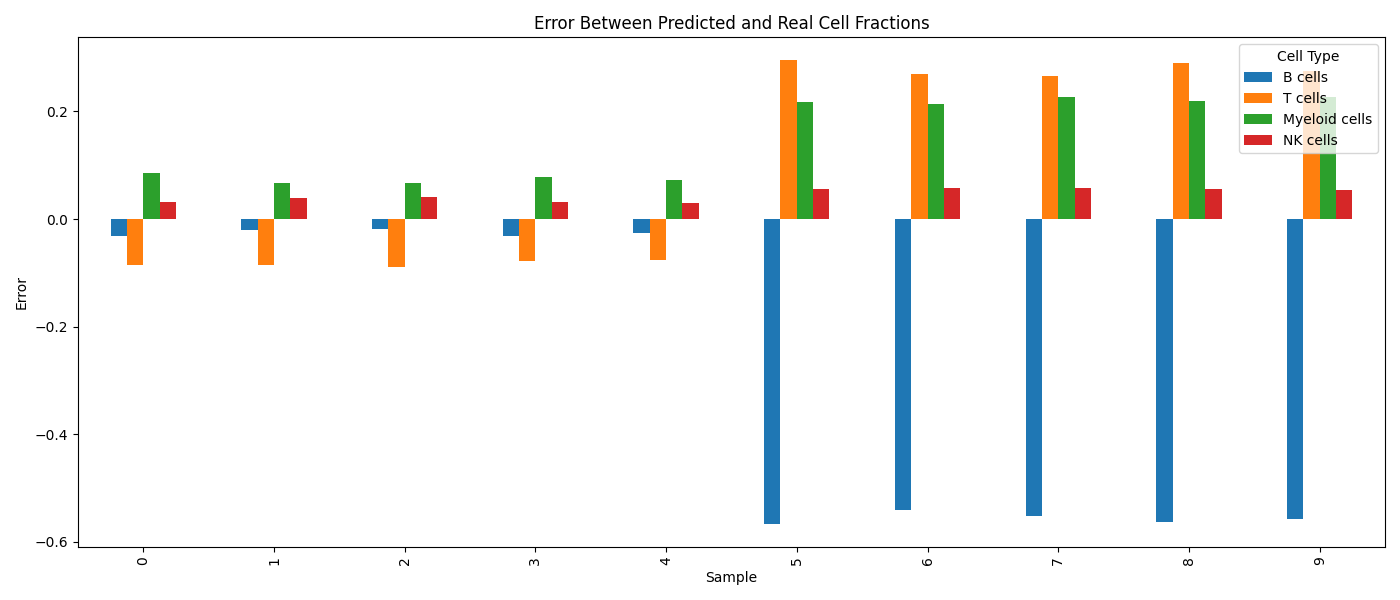 Error Between Predicted and Real Cell Fractions
Cell Type
B cells
T cells
Myeloid cells
NK cells
Error
0.2
0.0
−0.2
−0.4
−0.6
0 1 2 3 4 5 6 7 8 9
Sample